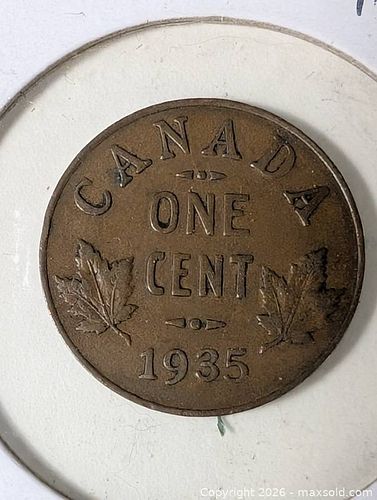 CANADA
ONE
CENT
1935
Copyright 2026 - maxsold.com